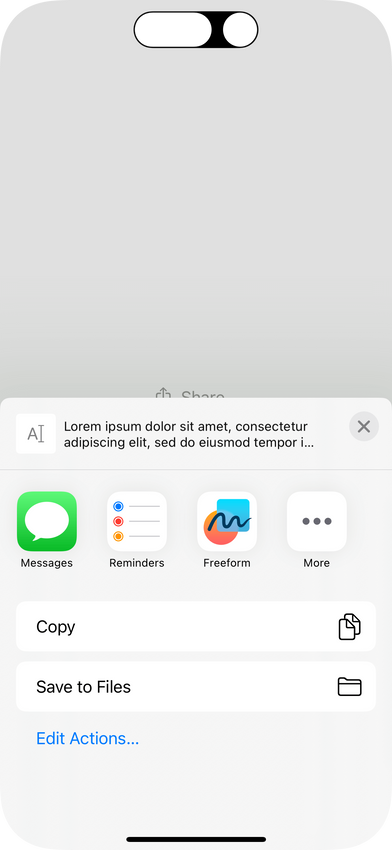 Share
A
Lorem ipsum dolor sit amet, consectetur
adipiscing elit, sed do eiusmod tempor i...
Messages
Reminders
Freeform
More
Copy
Save to Files
Edit Actions...